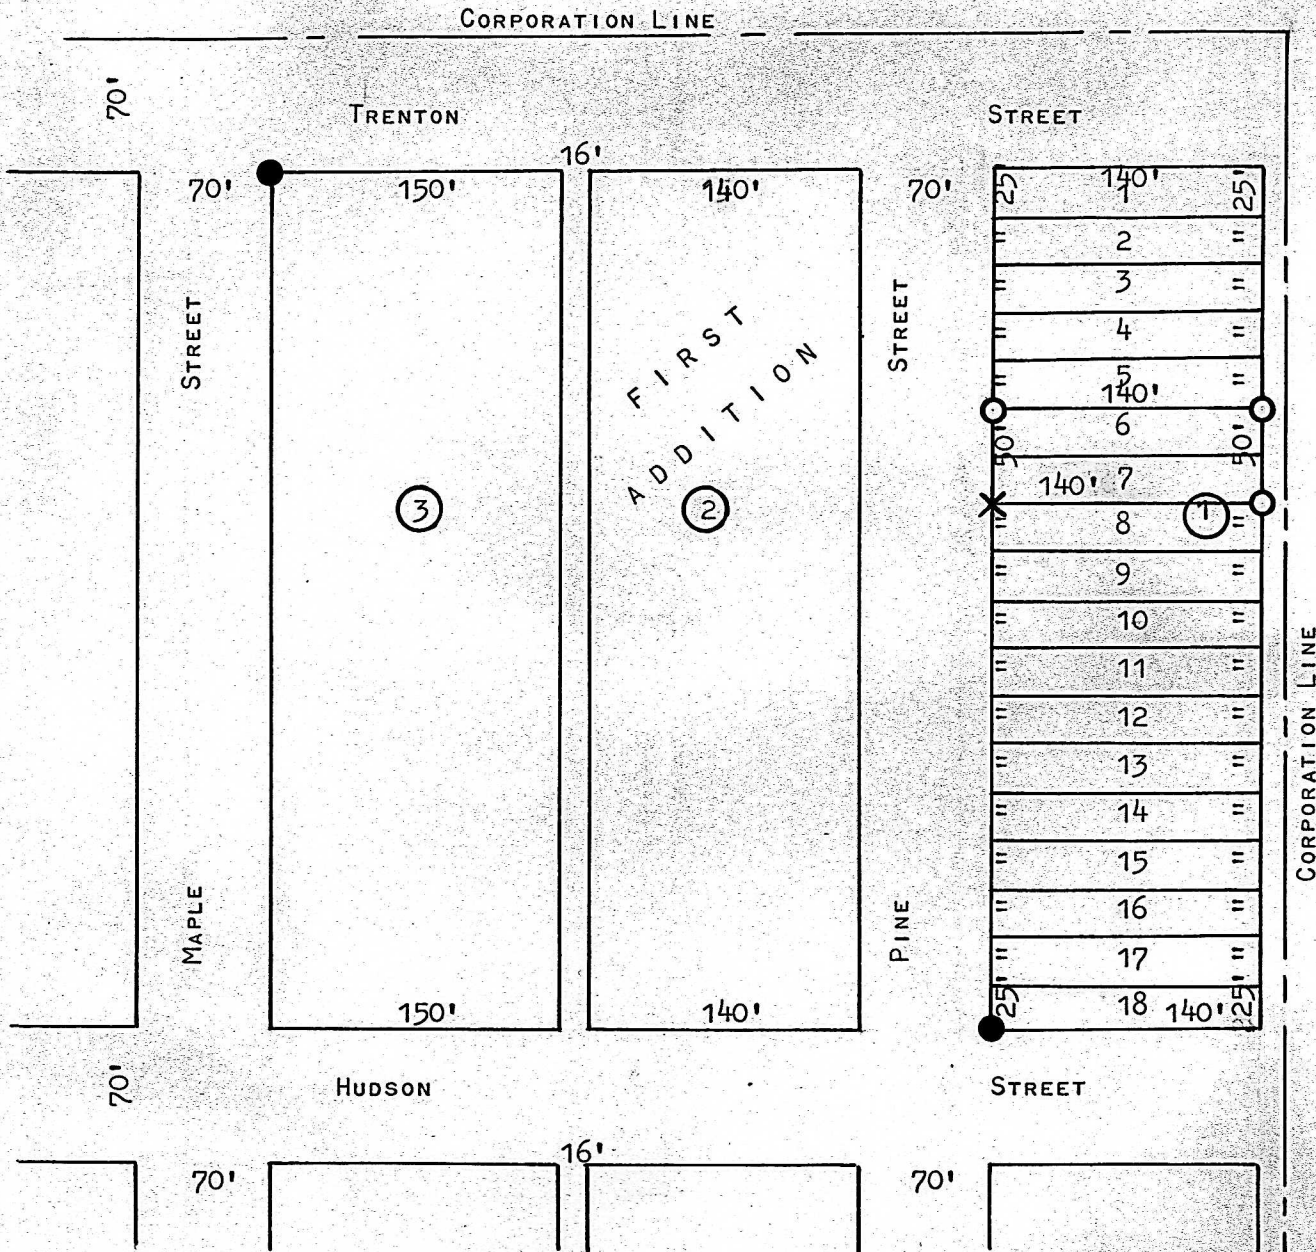 CORPORATION LINE
70'
TRENTON
STREET
16'
70'
150'
140'
70'
25'
140'
25'
1
" 2 "
" 3 "
" 4 "
" 5 "
140'
6
50'
50'
7
140'
1
" 8 "
" 9 "
" 10 "
" 11 "
" 12 "
" 13 "
" 14 "
" 15 "
" 16 "
" 17 "
25'
18
140'
25'
STREET
MAPLE
FIRST
ADDITION
3
2
STREET
PINE
CORPORATION LINE
150'
140'
70'
HUDSON
STREET
16'
70'
70'